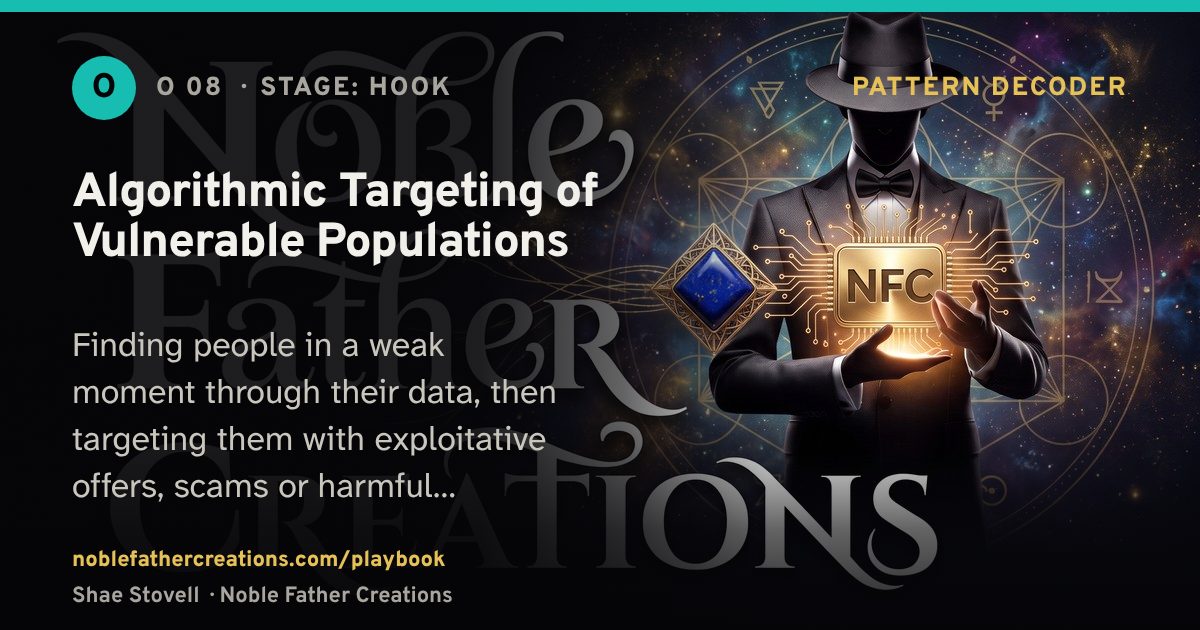 O
O 08 · STAGE: HOOK
PATTERN DECODER
Algorithmic Targeting of
Vulnerable Populations
Finding people in a weak
moment through their data, then
targeting them with exploitative
offers, scams or harmful...
noblefathercreations.com/playbook
Shae Stovell · Noble Father Creations
Noble
Father
Creations
NFC